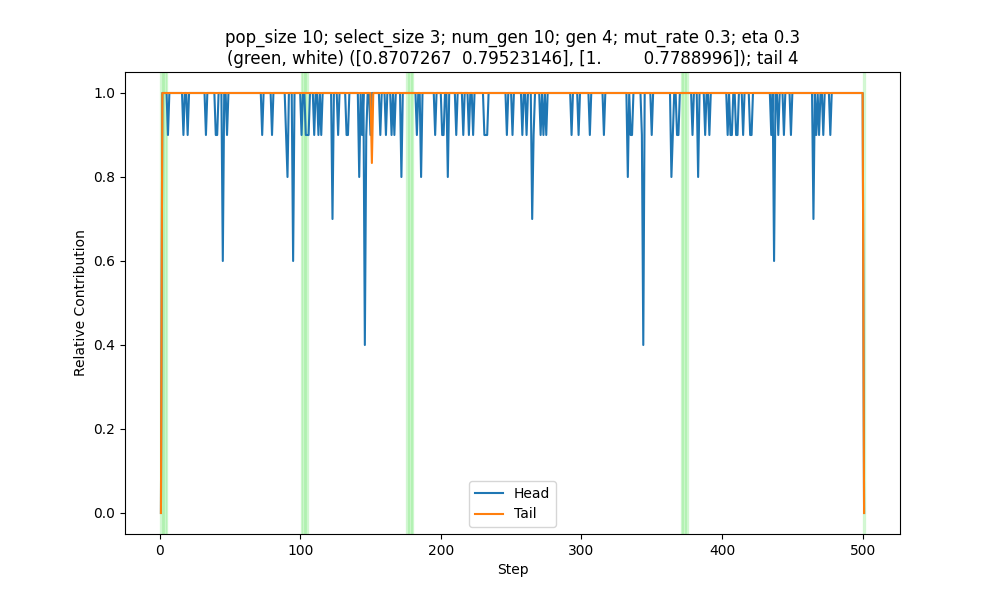 pop_size 10; select_size 3; num_gen 10; gen 4; mut_rate 0.3; eta 0.3
(green, white) ([0.8707267  0.79523146], [1.         0.7788996]); tail 4
1.0
0.8
0.6
0.4
0.2
0.0
Relative Contribution
Head
Tail
0 100 200 300 400 500
Step